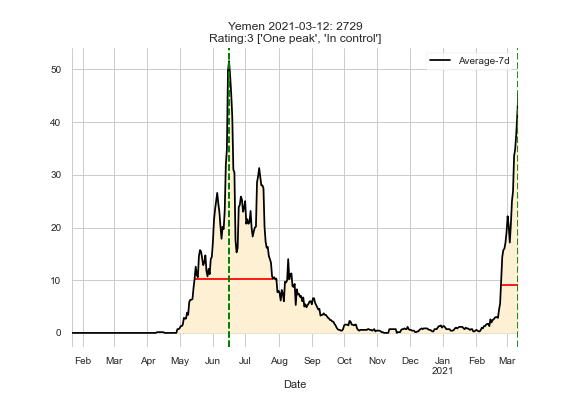 Yemen 2021-03-12: 2729
Rating:3 ['One peak', 'In control']
Average-7d
50
40
30
20
10
0
Feb Mar Apr May Jun Jul Aug Sep Oct Nov Dec Jan Feb Mar
2021
Date